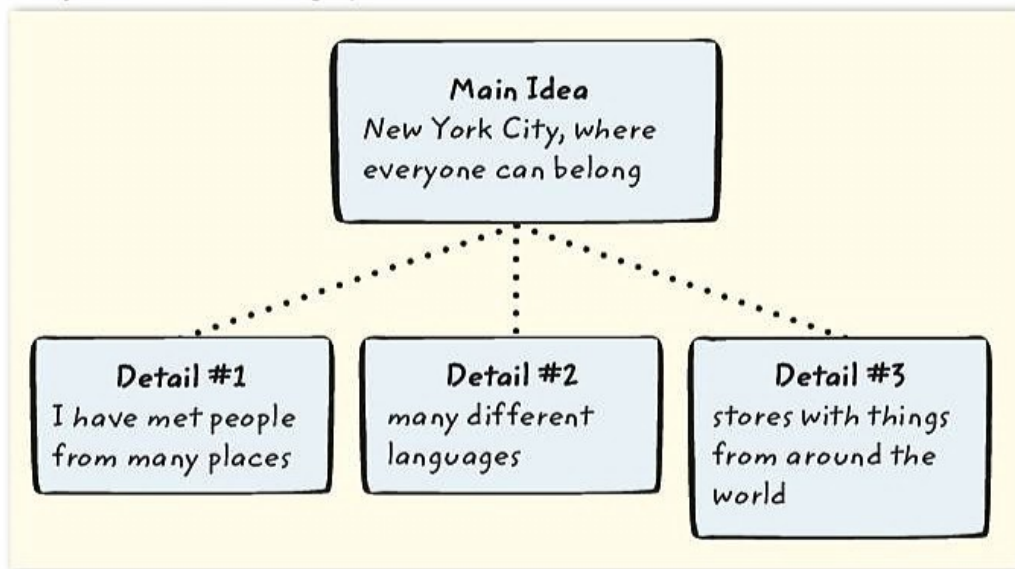 Main Idea
New York City, where
everyone can belong
Detail #1
I have met people
from many places
Detail #2
many different
languages
Detail #3
stores with things
from around the
world